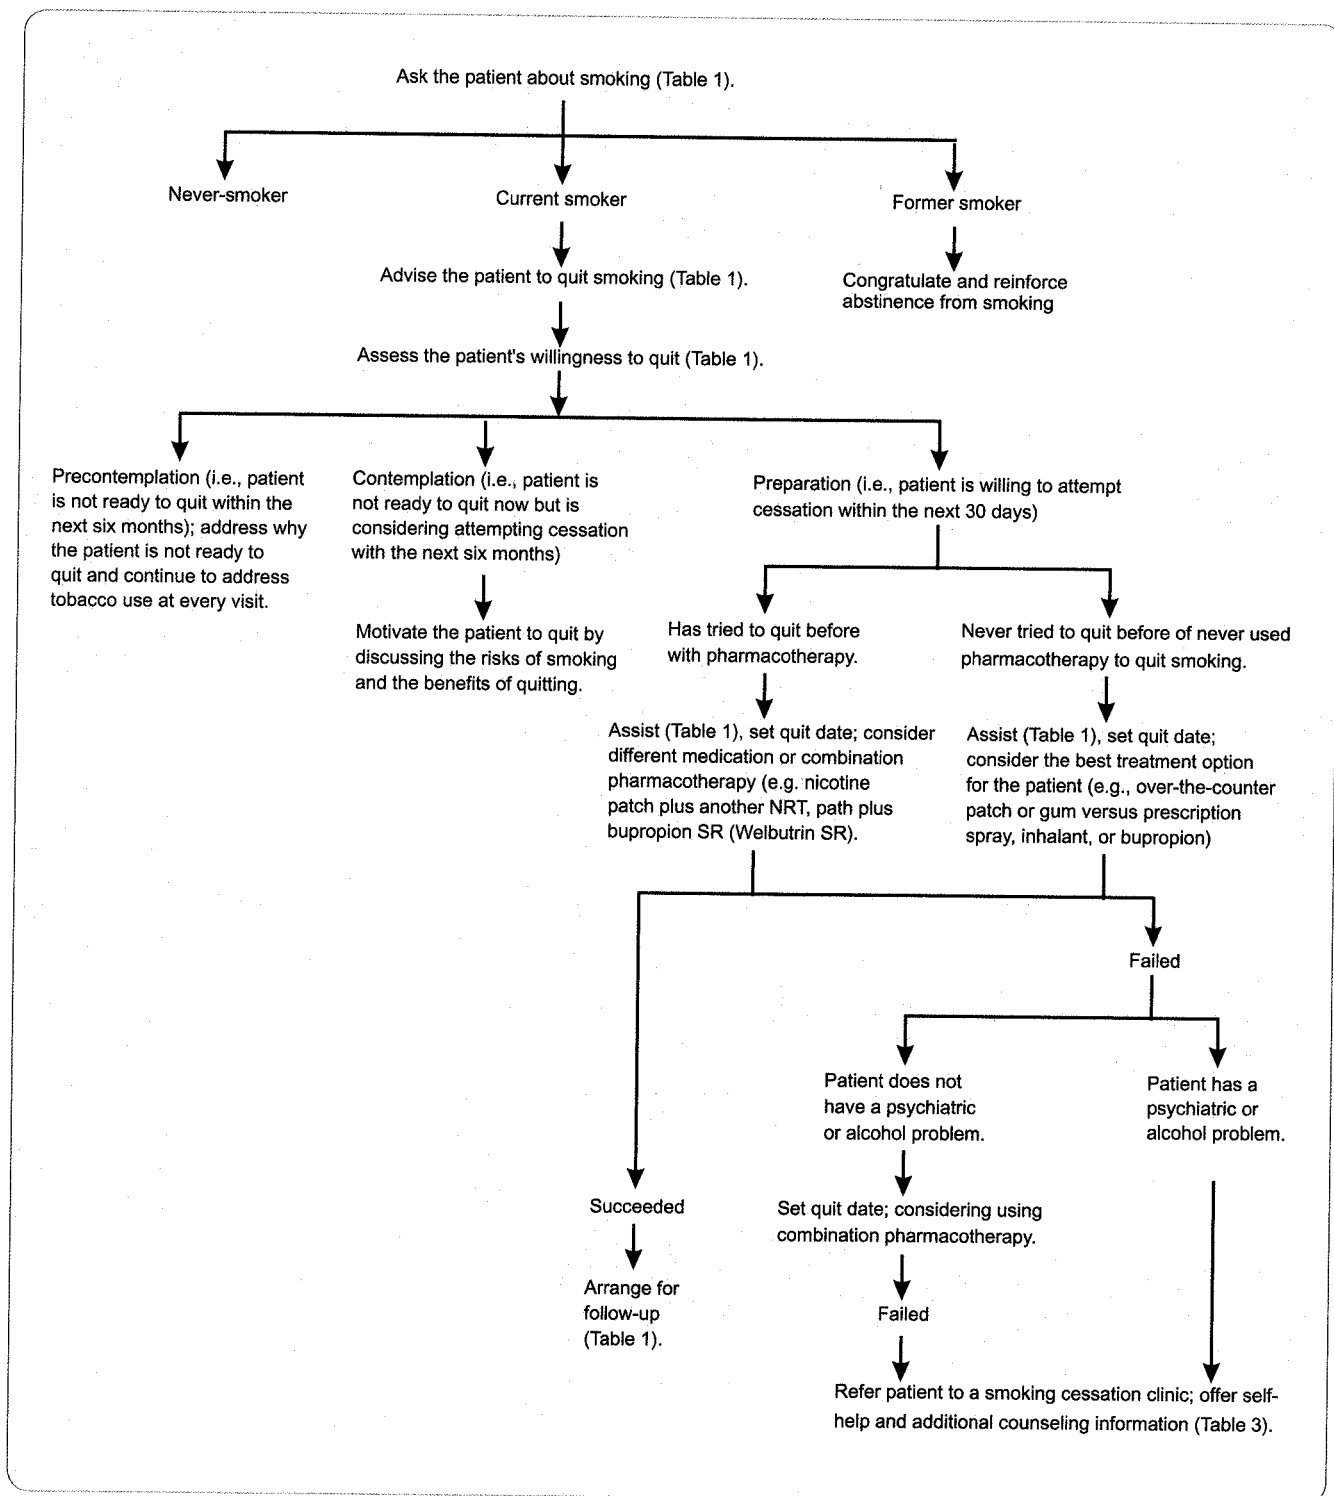 Ask the patient about smoking (Table 1).
Never-smoker
Current smoker
Former smoker
Advise the patient to quit smoking (Table 1).
Congratulate and reinforce
abstinence from smoking
Assess the patient's willingness to quit (Table 1).
Precontemplation (i.e., patient
is not ready to quit within the
next six months); address why
the patient is not ready to
quit and continue to address
tobacco use at every visit.
Contemplation (i.e., patient is
not ready to quit now but is
considering attempting cessation
with the next six months)
Motivate the patient to quit by
discussing the risks of smoking
and the benefits of quitting.
Preparation (i.e., patient is willing to attempt
cessation within the next 30 days)
Has tried to quit before
with pharmacotherapy.
Never tried to quit before of never used
pharmacotherapy to quit smoking.
Assist (Table 1), set quit date; consider
different medication or combination
pharmacotherapy (e.g. nicotine
patch plus another NRT, path plus
bupropion SR (Welbutrin SR).
Assist (Table 1), set quit date;
consider the best treatment option
for the patient (e.g., over-the-counter
patch or gum versus prescription
spray, inhalant, or bupropion)
Failed
Patient does not
have a psychiatric
or alcohol problem.
Patient has a
psychiatric or
alcohol problem.
Succeeded
Set quit date; considering using
combination pharmacotherapy.
Arrange for
follow-up
(Table 1).
Failed
Refer patient to a smoking cessation clinic; offer self-
help and additional counseling information (Table 3).